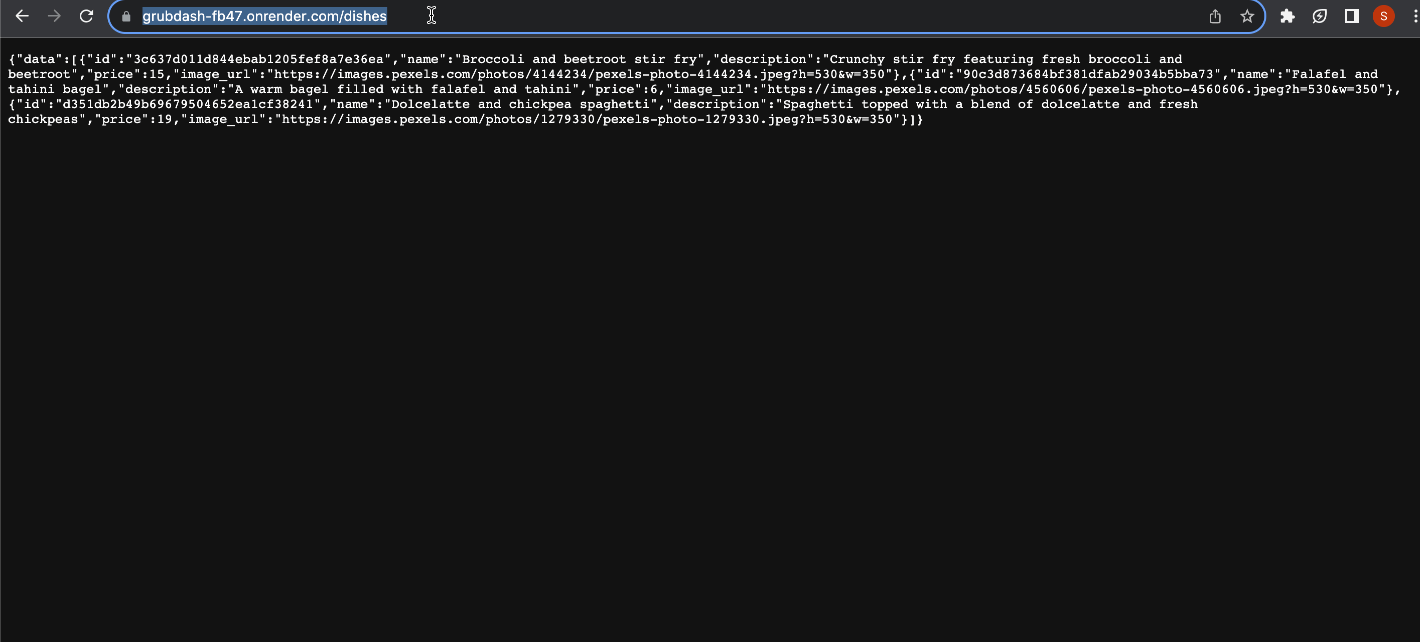 grubdash-fb47.onrender.com/dishes
S
{"data":[{"id":"3c637d011d844ebab1205fef8a7e36ea","name":"Broccoli and beetroot stir fry","description":"Crunchy stir fry featuring fresh broccoli and
beetroot","price":15,"image_url":"https://images.pexels.com/photos/4144234/pexels-photo-4144234.jpeg?h=530&w=350"},{"id":"90c3d873684bf381dfab29034b5bba73","name":"Falafel and
tahini bagel","description":"A warm bagel filled with falafel and tahini","price":6,"image_url":"https://images.pexels.com/photos/4560606/pexels-photo-4560606.jpeg?h=530&w=350"},
{"id":"d351db2b49b69679504652ea1cf38241","name":"Dolcelatte and chickpea spaghetti","description":"Spaghetti topped with a blend of dolcelatte and fresh
chickpeas","price":19,"image_url":"https://images.pexels.com/photos/1279330/pexels-photo-1279330.jpeg?h=530&w=350"}]}